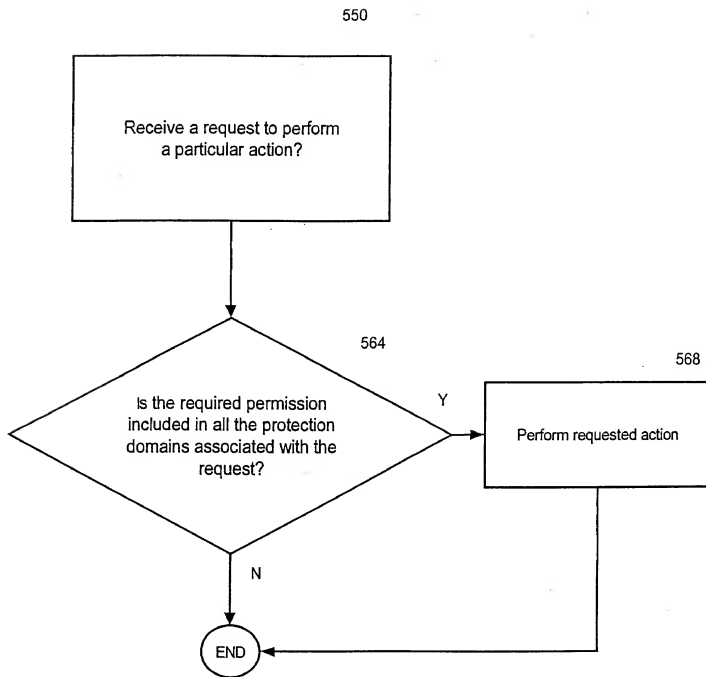 550
Receive a request to perform
a particular action?
564
Is the required permission
included in all the protection
domains associated with the
request?
Y
568
Perform requested action
N
END